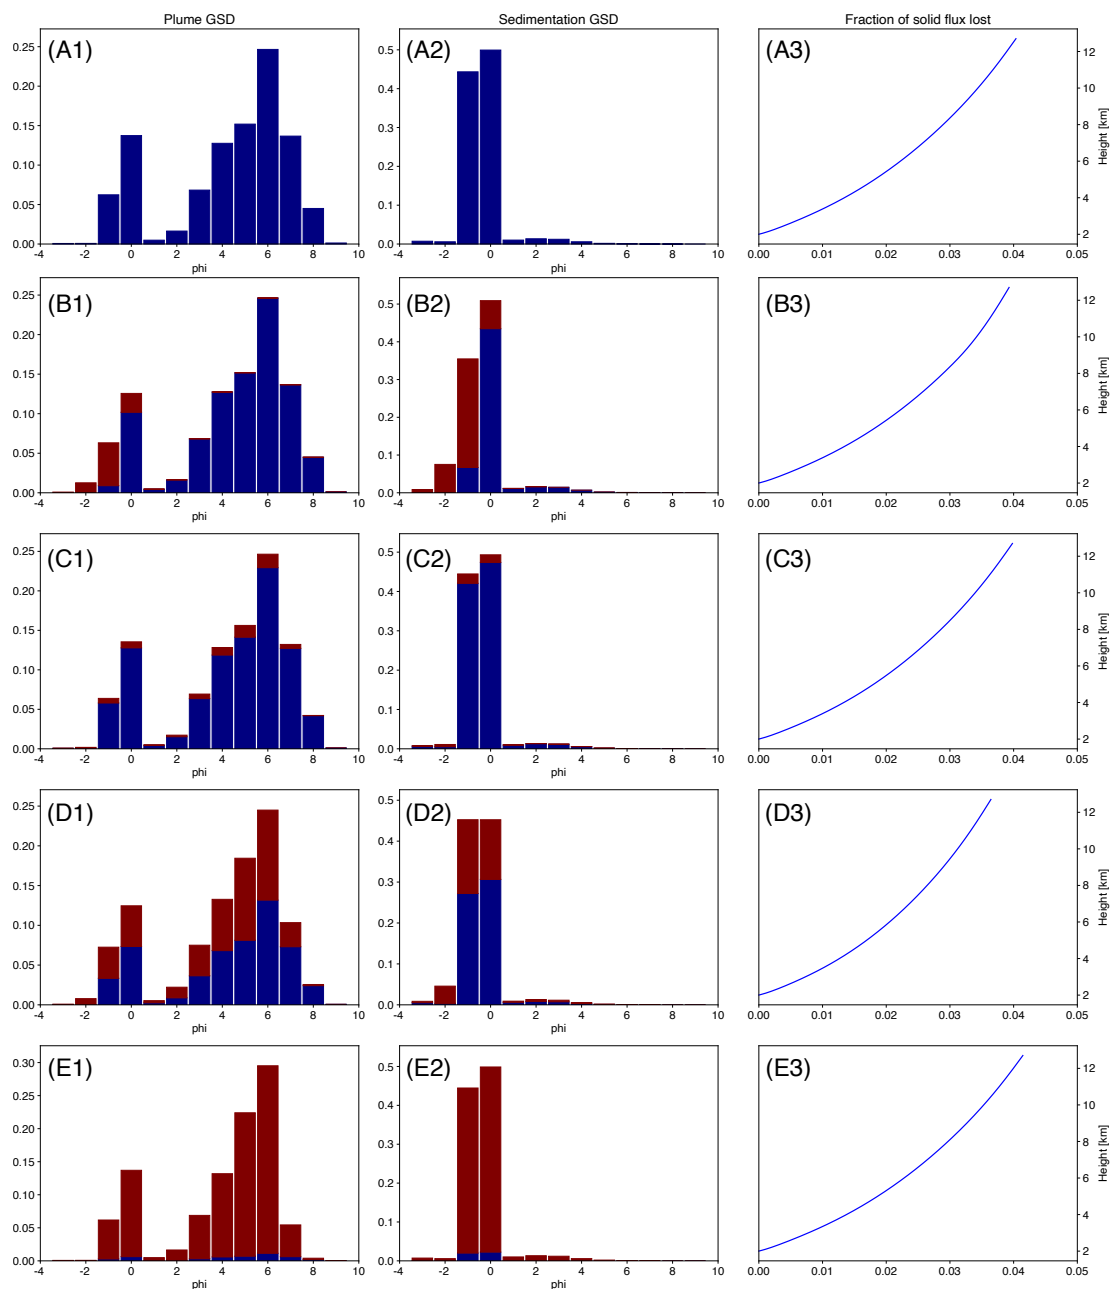 Plume GSD
Sedimentation GSD
Fraction of solid flux lost
(A1)
0.25
0.20
0.15
0.10
0.05
0.00
-4 -2 0 2 4 6 8 10
phi
(A2)
0.5
0.4
0.3
0.2
0.1
0.0
-4 -2 0 2 4 6 8 10
(A3)
12
10
8
6
4
2
Height [km]
0.00 0.01 0.02 0.03 0.04 0.05
(B1)
0.25
0.20
0.15
0.10
0.05
0.00
-4 -2 0 2 4 6 8 10
phi
(B2)
0.5
0.4
0.3
0.2
0.1
0.0
-4 -2 0 2 4 6 8 10
(B3)
12
10
8
6
4
2
Height [km]
0.00 0.01 0.02 0.03 0.04 0.05
(C1)
0.25
0.20
0.15
0.10
0.05
0.00
-4 -2 0 2 4 6 8 10
phi
(C2)
0.5
0.4
0.3
0.2
0.1
0.0
-4 -2 0 2 4 6 8 10
(C3)
12
10
8
6
4
2
Height [km]
0.00 0.01 0.02 0.03 0.04 0.05
(D1)
0.25
0.20
0.15
0.10
0.05
0.00
-4 -2 0 2 4 6 8 10
phi
(D2)
0.5
0.4
0.3
0.2
0.1
0.0
-4 -2 0 2 4 6 8 10
(D3)
12
10
8
6
4
2
Height [km]
0.00 0.01 0.02 0.03 0.04 0.05
(E1)
0.30
0.25
0.20
0.15
0.10
0.05
0.00
-4 -2 0 2 4 6 8 10
phi
(E2)
0.5
0.4
0.3
0.2
0.1
0.0
-4 -2 0 2 4 6 8 10
(E3)
12
10
8
6
4
2
Height [km]
0.00 0.01 0.02 0.03 0.04 0.05